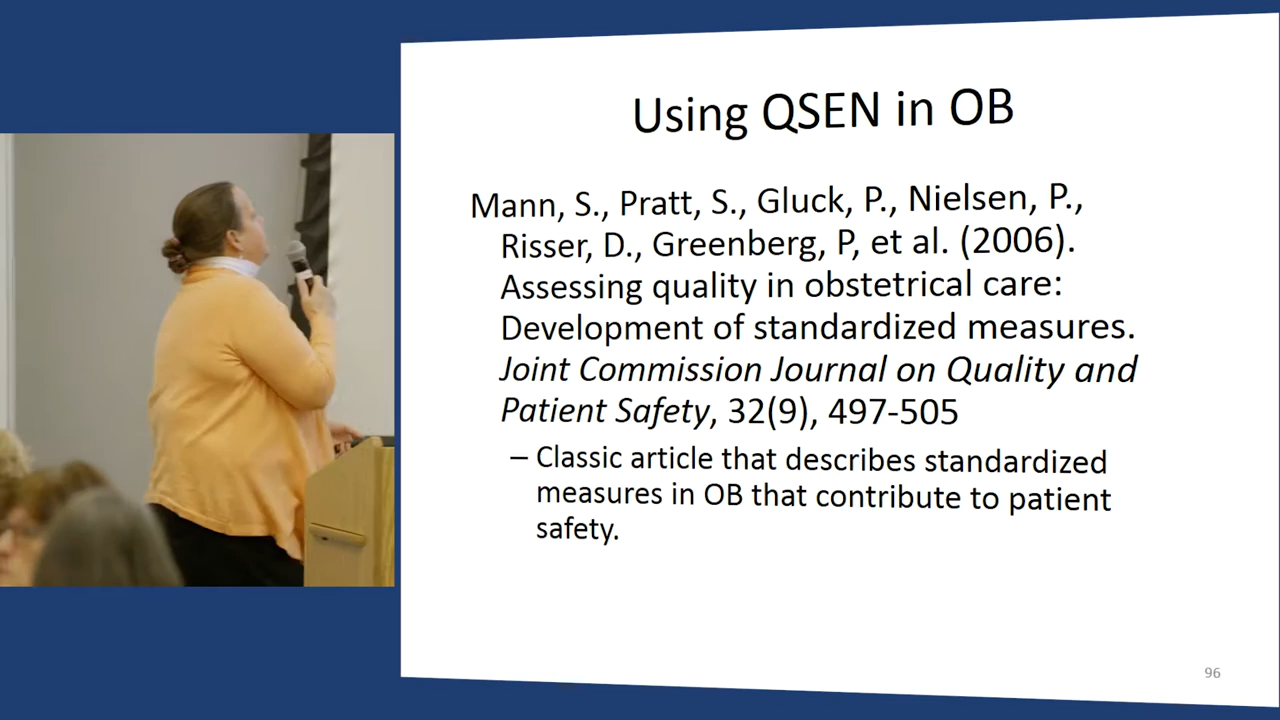 Using QSEN in OB
Mann, S., Pratt, S., Gluck, P., Nielsen, P.,
Risser, D., Greenberg, P, et al. (2006).
Assessing quality in obstetrical care:
Development of standardized measures.
Joint Commission Journal on Quality and
Patient Safety, 32(9), 497-505
– Classic article that describes standardized
measures in OB that contribute to patient
safety.
96